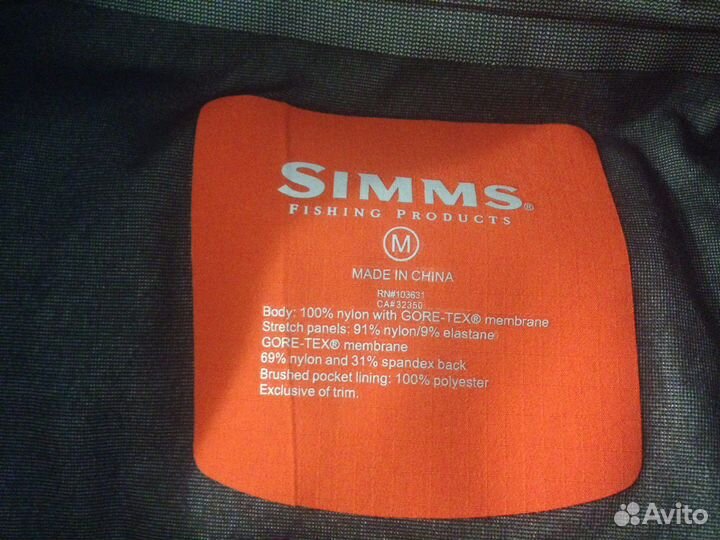 SIMMS®
FISHING PRODUCTS
M
MADE IN CHINA
RN#103631
CA#32350
Body: 100% nylon with GORE-TEX® membrane
Stretch panels: 91% nylon/9% elastane
GORE-TEX® membrane
69% nylon and 31% spandex back
Brushed pocket lining: 100% polyester
Exclusive of trim.
Avito